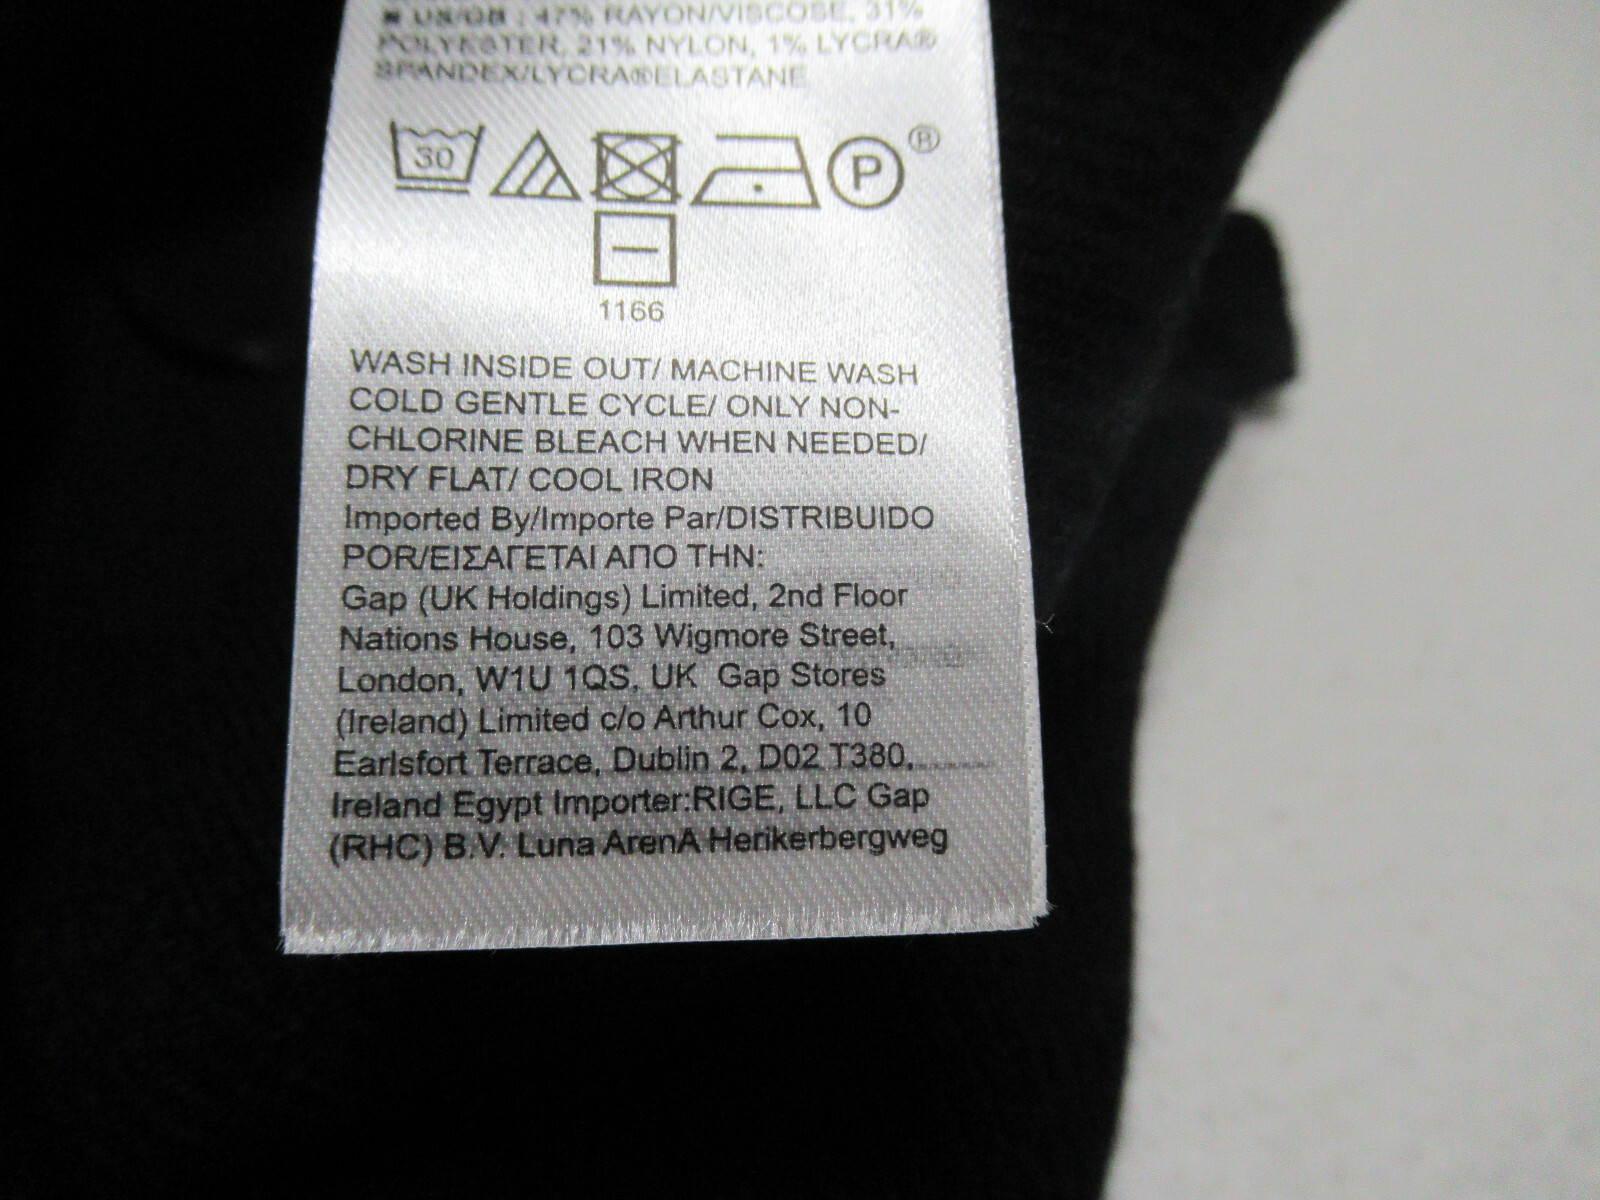 US/GB : 47% RAYON/VISCOSE, 31%
POLYESTER, 21% NYLON, 1% LYCRA®
SPANDEX/LYCRA®ELASTANE
30 P ®
1166
WASH INSIDE OUT/ MACHINE WASH
COLD GENTLE CYCLE/ ONLY NON-
CHLORINE BLEACH WHEN NEEDED/
DRY FLAT/ COOL IRON
Imported By/Importe Par/DISTRIBUIDO
POR/ΕΙΣΑΓΕΤΑΙ ΑΠΟ ΤΗΝ:
Gap (UK Holdings) Limited, 2nd Floor
Nations House, 103 Wigmore Street,
London, W1U 1QS, UK Gap Stores
(Ireland) Limited c/o Arthur Cox, 10
Earlsfort Terrace, Dublin 2, D02 T380,
Ireland Egypt Importer:RIGE, LLC Gap
(RHC) B.V. Luna ArenA Herikerbergweg